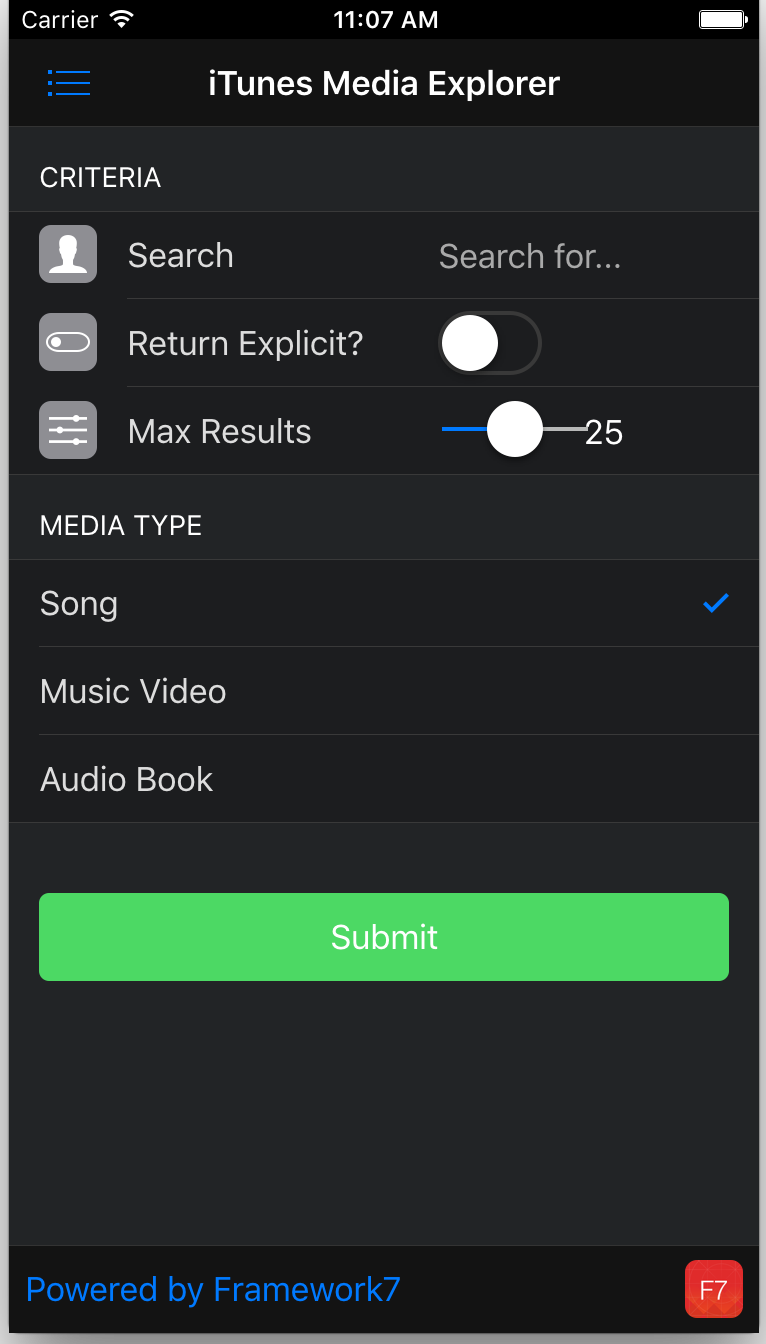 Carrier 11:07 AM
iTunes Media Explorer
CRITERIA
Search Search for...
Return Explicit?
Max Results 25
MEDIA TYPE
Song
Music Video
Audio Book
Submit
Powered by Framework7 F7